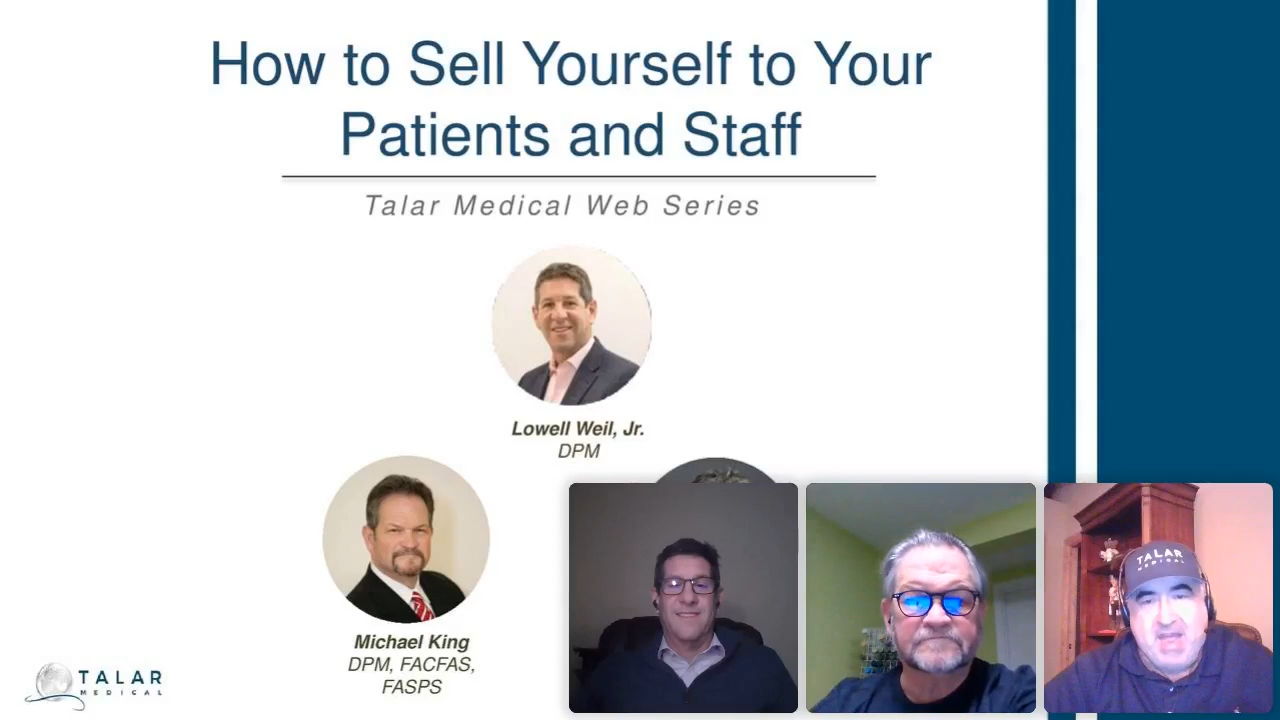 How to Sell Yourself to Your
Patients and Staff
Talar Medical Web Series
Lowell Weil, Jr.
DPM
Michael King
DPM, FACFAS,
FASPS
TALAR
MEDICAL
TALAR
MEDICAL